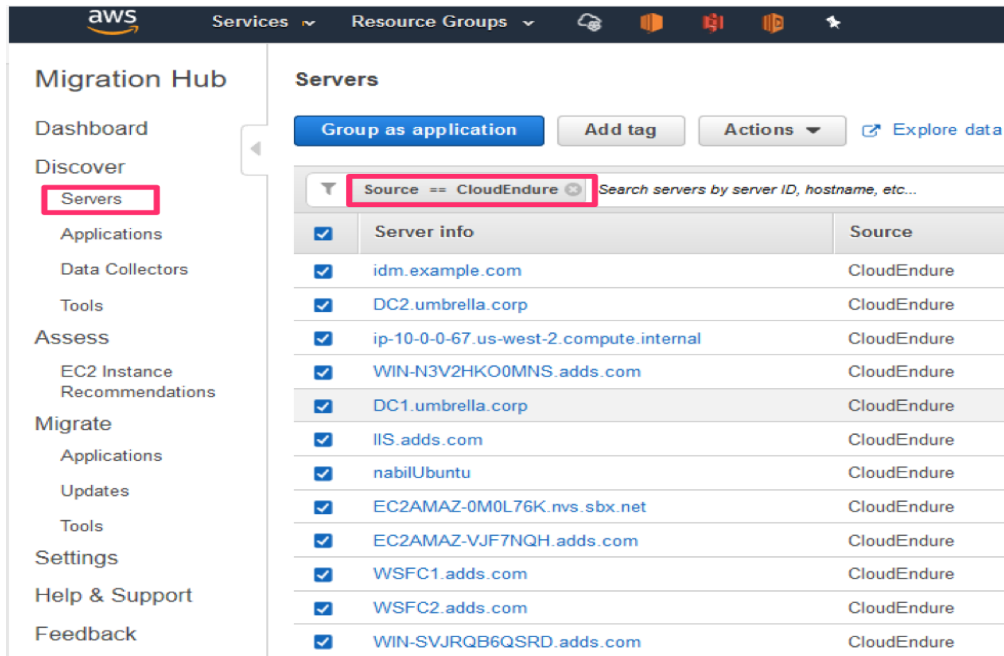 aws Services Resource Groups
Migration Hub
Dashboard
Discover
Servers
Applications
Data Collectors
Tools
Assess
EC2 Instance
Recommendations
Migrate
Applications
Updates
Tools
Settings
Help & Support
Feedback
Servers
Group as application Add tag Actions Explore data
Source == CloudEndure Search servers by server ID, hostname, etc...
Server info Source
idm.example.com CloudEndure
DC2.umbrella.corp CloudEndure
ip-10-0-0-67.us-west-2.compute.internal CloudEndure
WIN-N3V2HKO0MNS.adds.com CloudEndure
DC1.umbrella.corp CloudEndure
IIS.adds.com CloudEndure
nabilUbuntu CloudEndure
EC2AMAZ-0M0L76K.nvs.sbx.net CloudEndure
EC2AMAZ-VJF7NQH.adds.com CloudEndure
WSFC1.adds.com CloudEndure
WSFC2.adds.com CloudEndure
WIN-SVJRQB6QSRD.adds.com CloudEndure